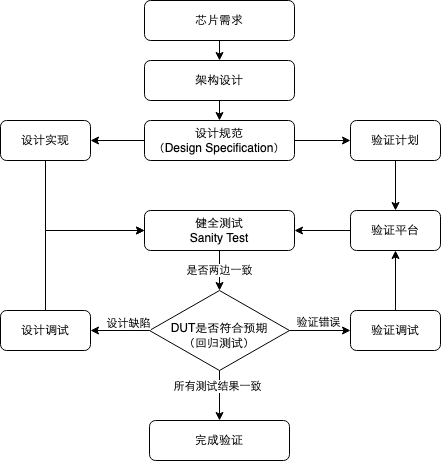 芯片需求
架构设计
设计实现
设计规范
（Design Specification）
验证计划
健全测试
Sanity Test
验证平台
是否两边一致
设计调试
设计缺陷
DUT是否符合预期
（回归测试）
验证错误
验证调试
所有测试结果一致
完成验证